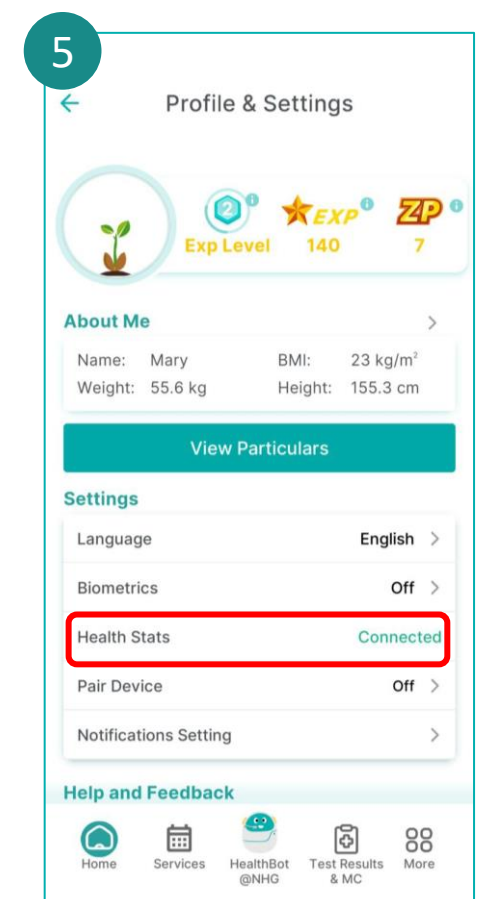 5
Profile & Settings
2 EXP ZP
Exp Level 140 7
About Me
Name: Mary BMI: 23 kg/m²
Weight: 55.6 kg Height: 155.3 cm
View Particulars
Settings
Language English
Biometrics Off
Health Stats Connected
Pair Device Off
Notifications Setting
Help and Feedback
Home Services HealthBot @NHG Test Results & MC More